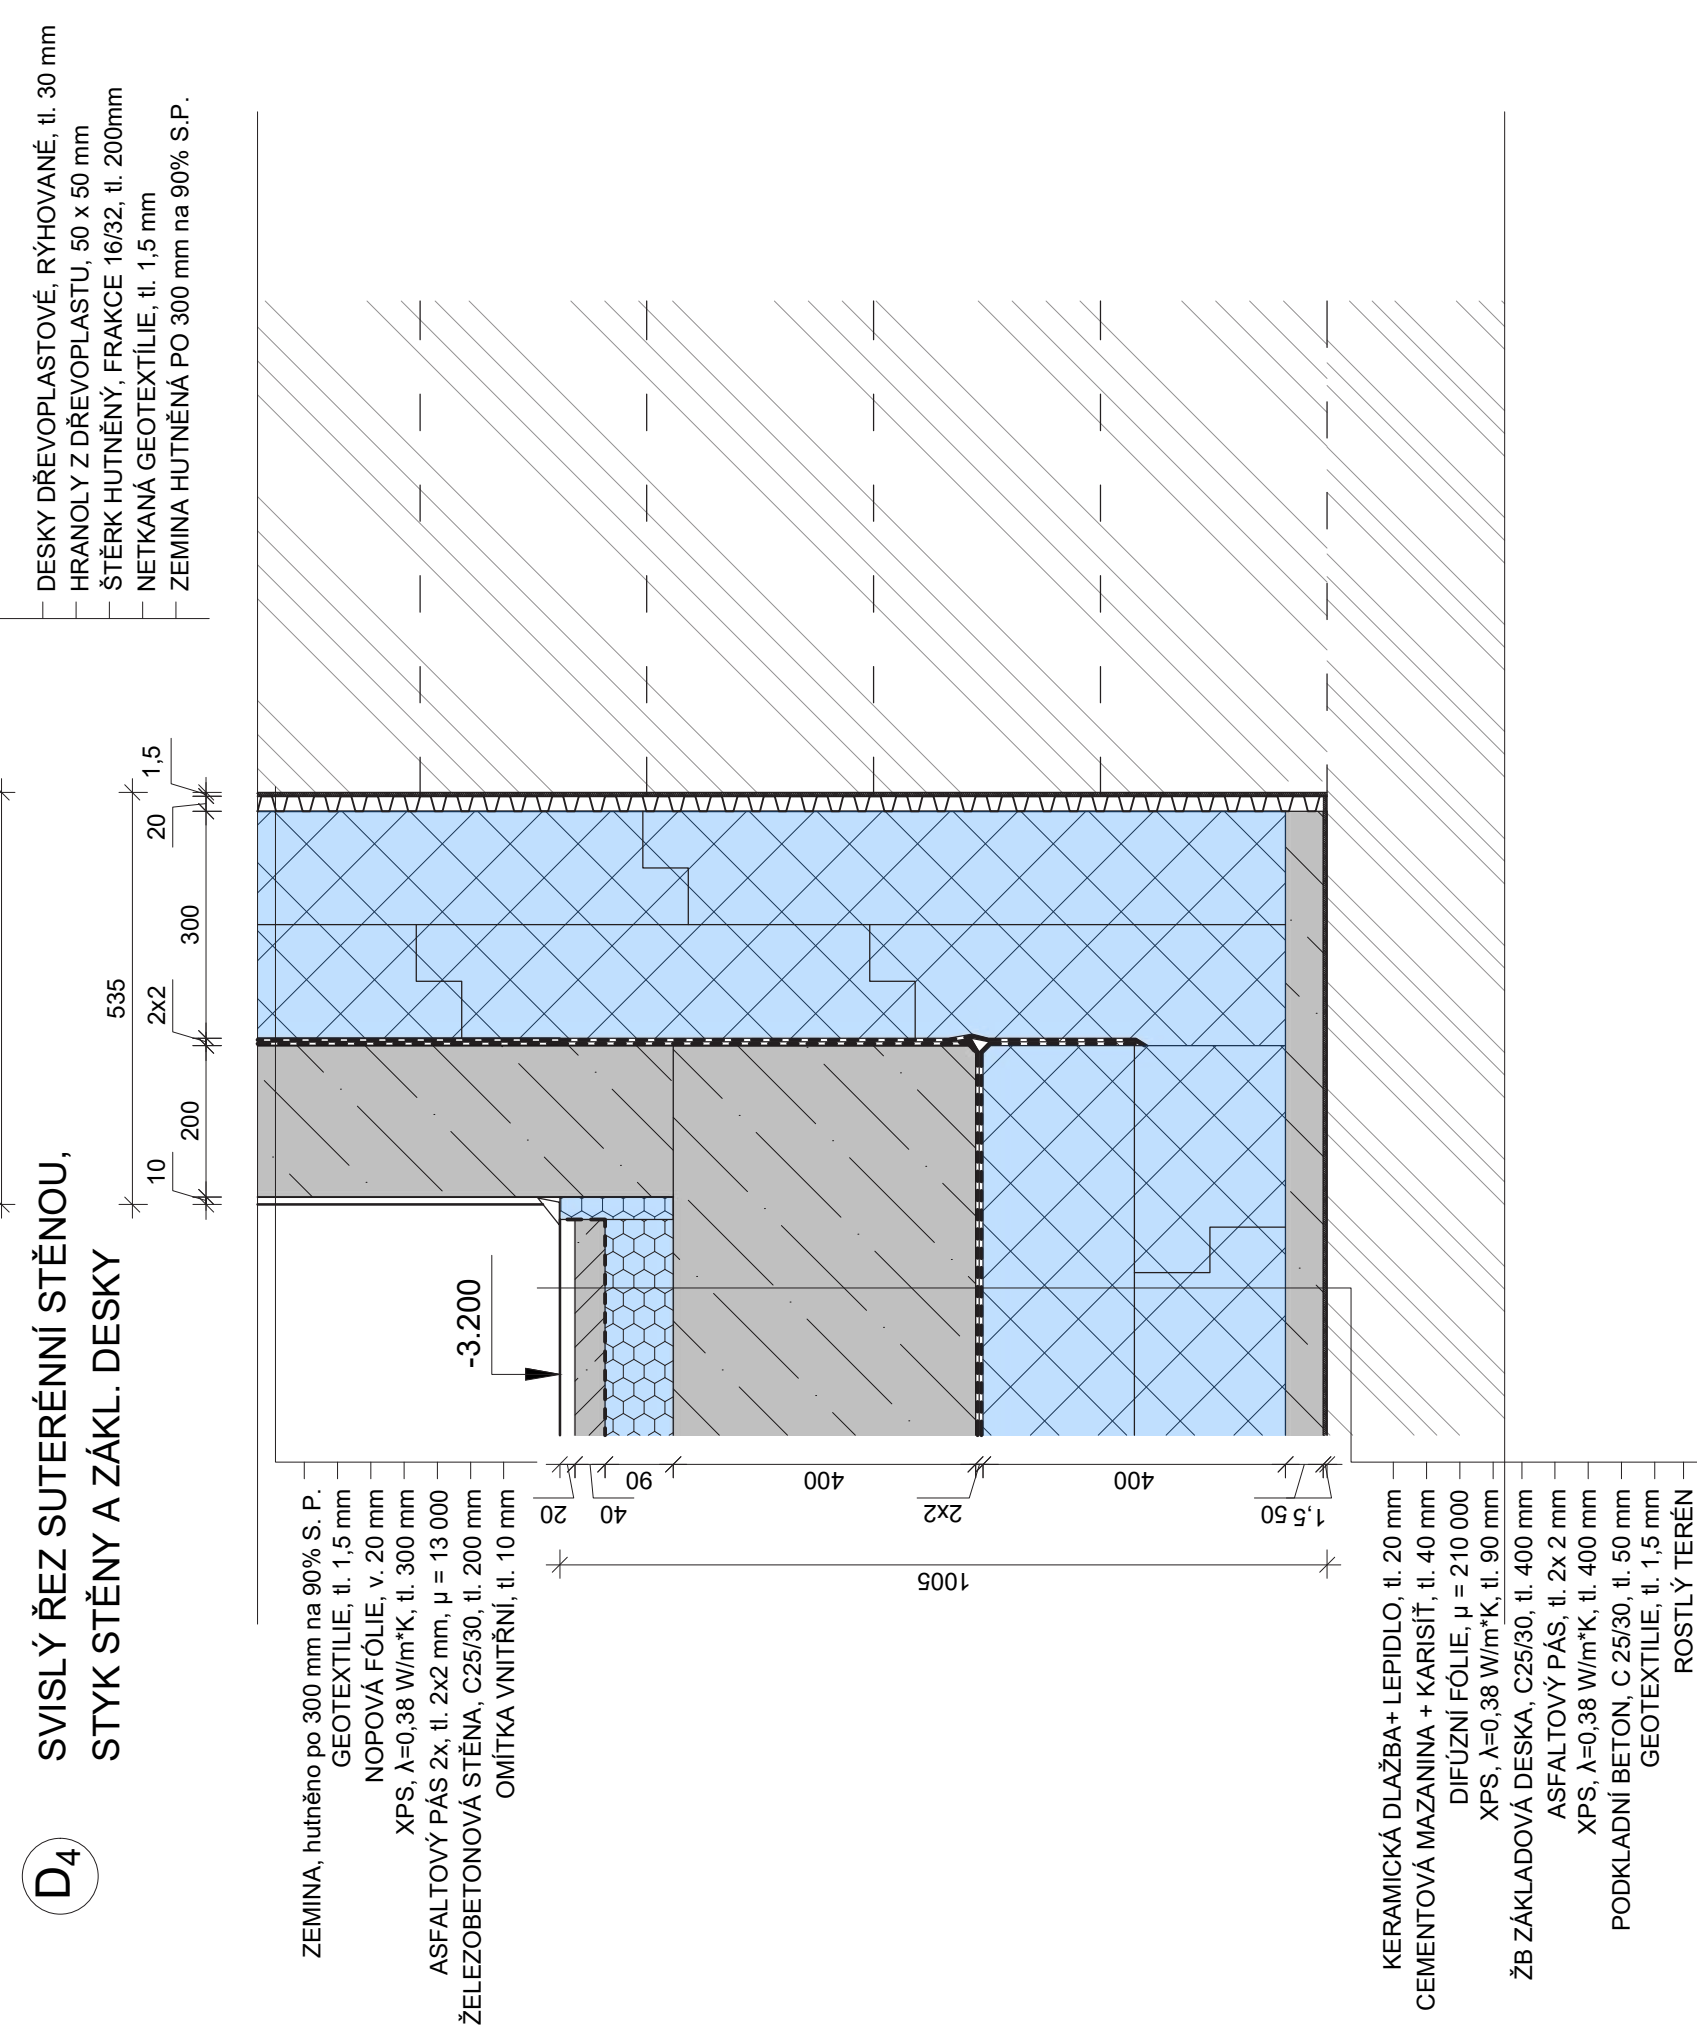 D4
SVISLÝ ŘEZ SUTERÉNNÍ STĚNOU,
STYK STĚNY A ZÁKL. DESKY
DESKY DŘEVOPLASTOVÉ, RÝHOVANÉ, tl. 30 mm
HRANOLY Z DŘEVOPLASTU, 50 x 50 mm
ŠTĚRK HUTNĚNÝ, FRAKCE 16/32, tl. 200mm
NETKANÁ GEOTEXTÍLIE, tl. 1,5 mm
ZEMINA HUTNĚNÁ PO 300 mm na 90% S.P.
535
10
200
2x2
300
20
1,5
ZEMINA, hutněno po 300 mm na 90% S. P.
GEOTEXTILIE, tl. 1,5 mm
NOPOVÁ FÓLIE, v. 20 mm
XPS, λ=0,38 W/m*K, tl. 300 mm
ASFALTOVÝ PÁS 2x, tl. 2x2 mm, μ = 13 000
ŽELEZOBETONOVÁ STĚNA, C25/30, tl. 200 mm
OMÍTKA VNITŘNÍ, tl. 10 mm
-3.200
20
40
90
400
2x2
400
50
1,5
1005
KERAMICKÁ DLAŽBA+ LEPIDLO, tl. 20 mm
CEMENTOVÁ MAZANINA + KARISÍŤ, tl. 40 mm
DIFÚZNÍ FÓLIE, μ = 210 000
XPS, λ=0,38 W/m*K, tl. 90 mm
ŽB ZÁKLADOVÁ DESKA, C25/30, tl. 400 mm
ASFALTOVÝ PÁS, tl. 2x 2 mm
XPS, λ=0,38 W/m*K, tl. 400 mm
PODKLADNÍ BETON, C 25/30, tl. 50 mm
GEOTEXTILIE, tl. 1,5 mm
ROSTLÝ TERÉN